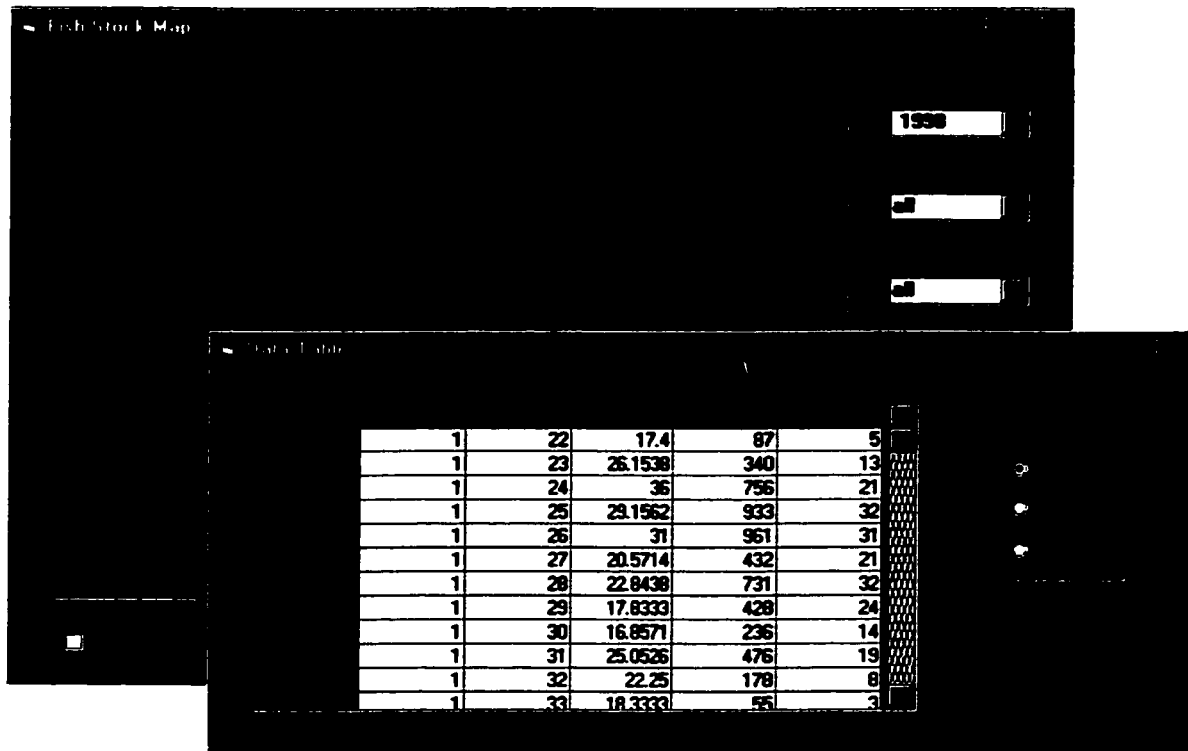 Fish Stock Map
1998
all
all
Data Table
1 22 17.4 87 5
1 23 26.1538 340 13
1 24 36 756 21
1 25 29.1562 933 32
1 26 31 961 31
1 27 20.5714 432 21
1 28 22.8438 731 32
1 29 17.8333 428 24
1 30 16.8571 236 14
1 31 25.0526 476 19
1 32 22.25 178 8
1 33 18.3333 55 3